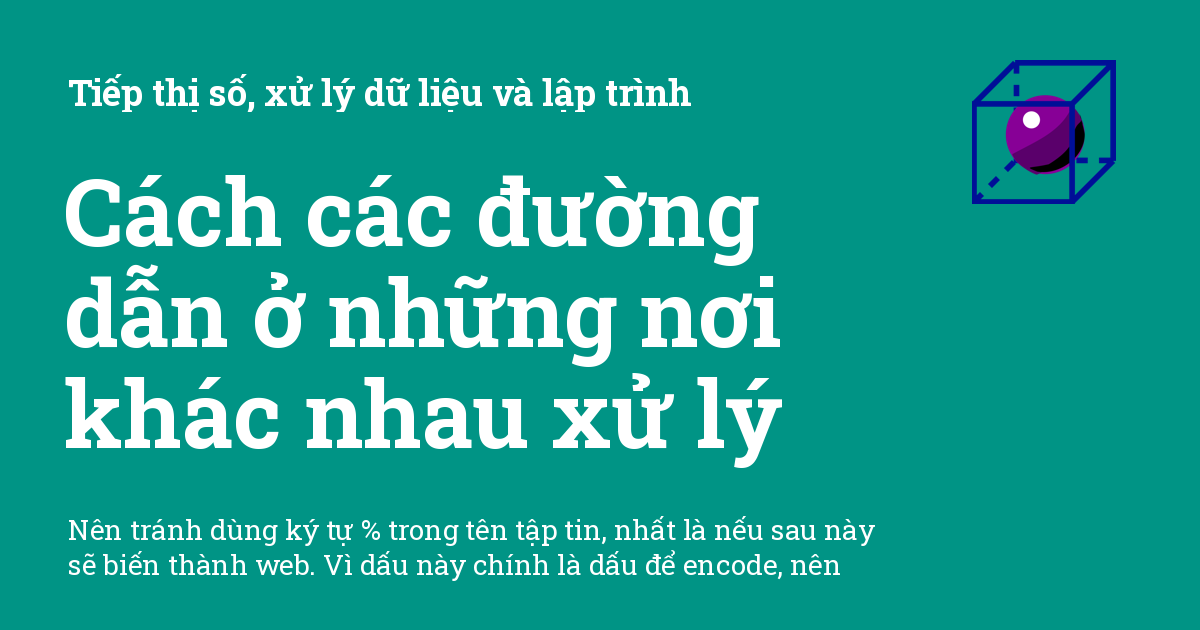 Tiếp thị số, xử lý dữ liệu và lập trình
Cách các đường
dẫn ở những nơi
khác nhau xử lý
Nên tránh dùng ký tự % trong tên tập tin, nhất là nếu sau này
sẽ biến thành web. Vì dấu này chính là dấu để encode, nên